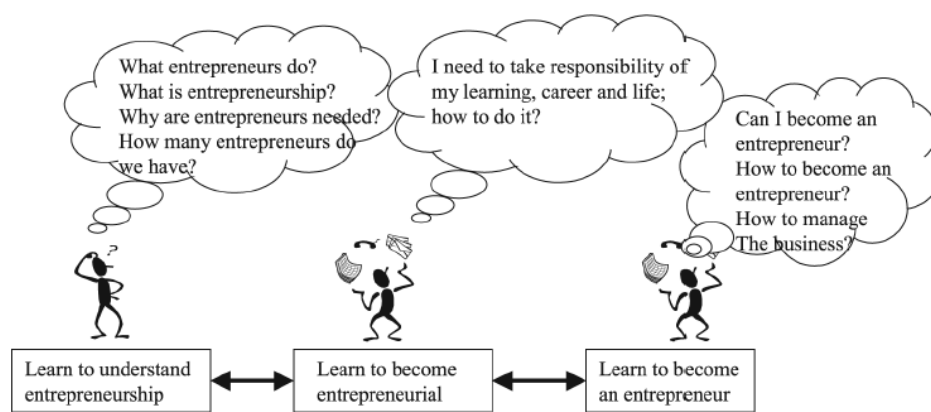 What entrepreneurs do?
What is entrepreneurship?
Why are entrepreneurs needed?
How many entrepreneurs do
we have?
I need to take responsibility of
my learning, career and life;
how to do it?
Can I become an
entrepreneur?
How to become an
entrepreneur?
How to manage
The business?
?
Learn to understand
entrepreneurship
Learn to become
entrepreneurial
Learn to become
an entrepreneur